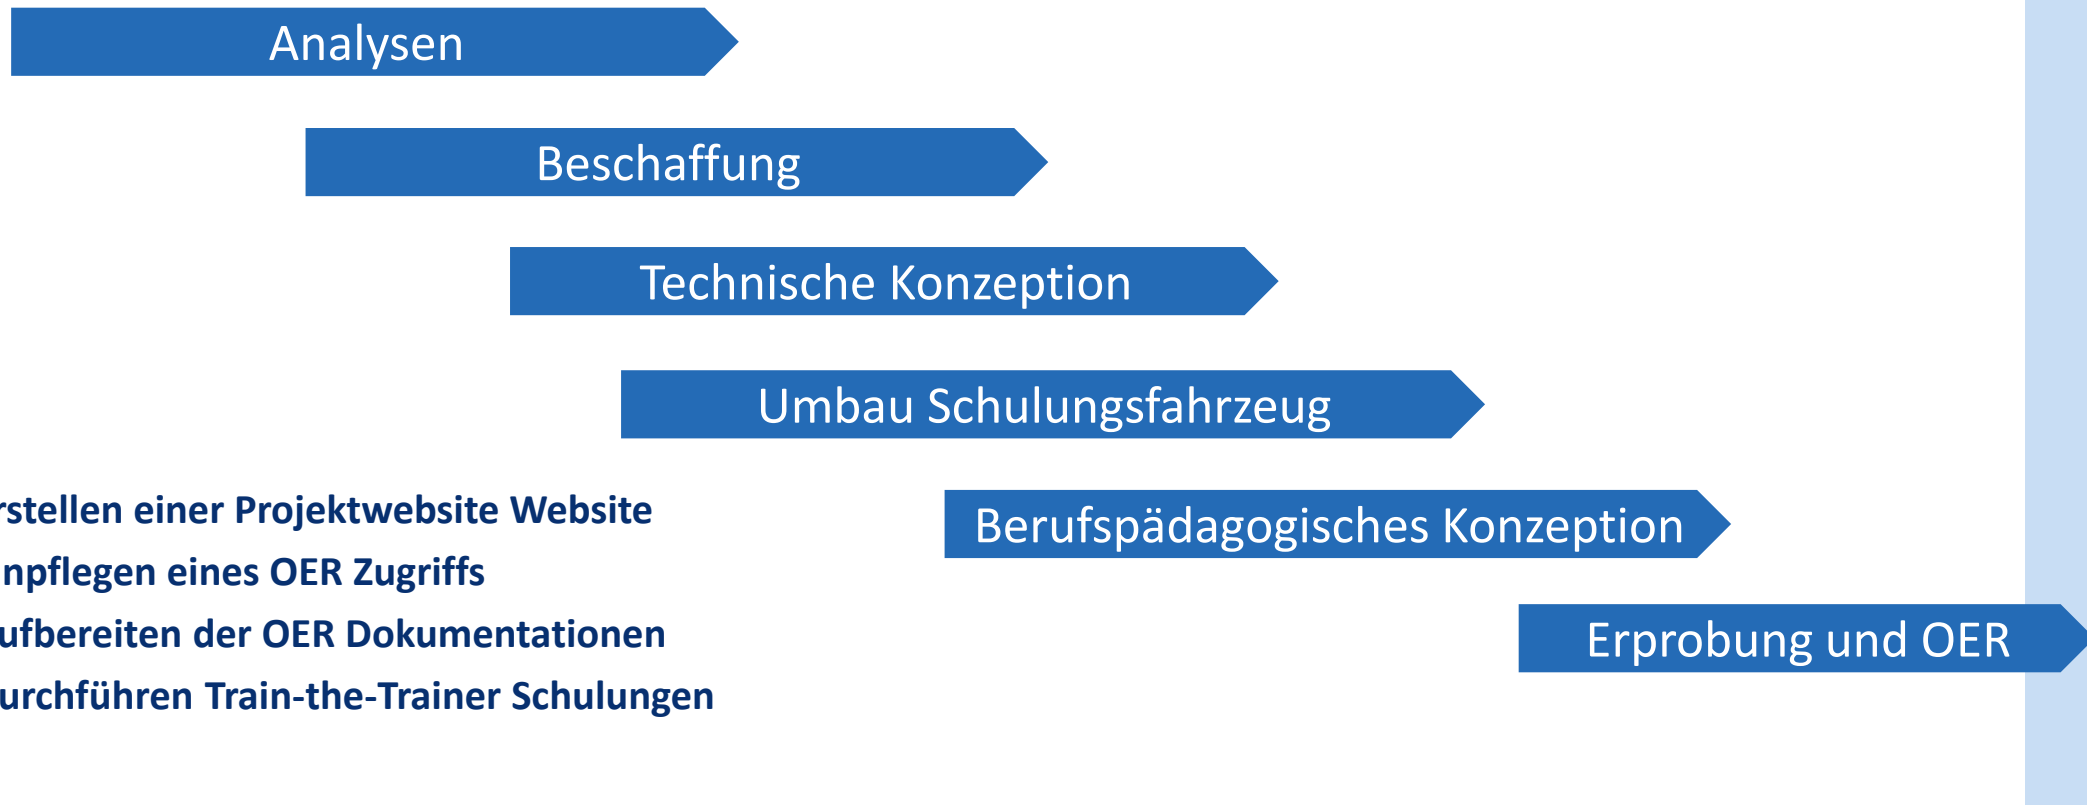 Analysen
Beschaffung
Technische Konzeption
Umbau Schulungsfahrzeug
rstellen einer Projektwebsite Website
Berufspädagogisches Konzeption
npflegen eines OER Zugriffs
ufbereiten der OER Dokumentationen
Erprobung und OER
urchführen Train-the-Trainer Schulungen